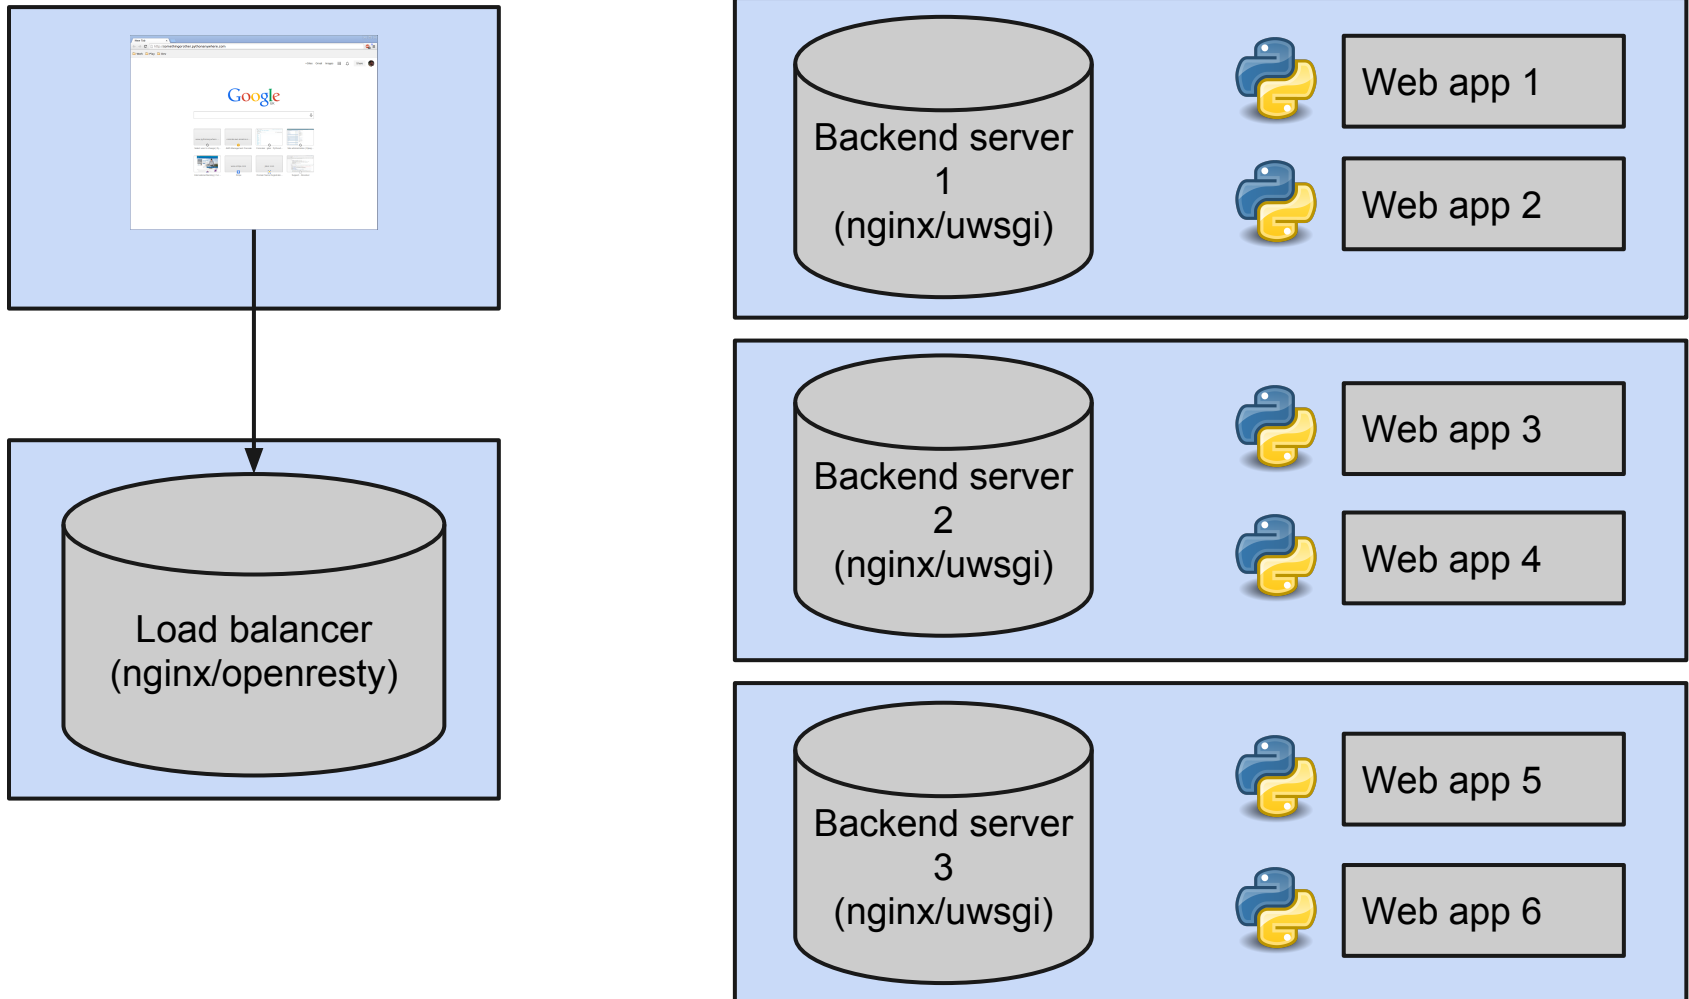 Google
Load balancer
(nginx/openresty)
Backend server
1
(nginx/uwsgi)
Web app 1
Web app 2
Backend server
2
(nginx/uwsgi)
Web app 3
Web app 4
Backend server
3
(nginx/uwsgi)
Web app 5
Web app 6